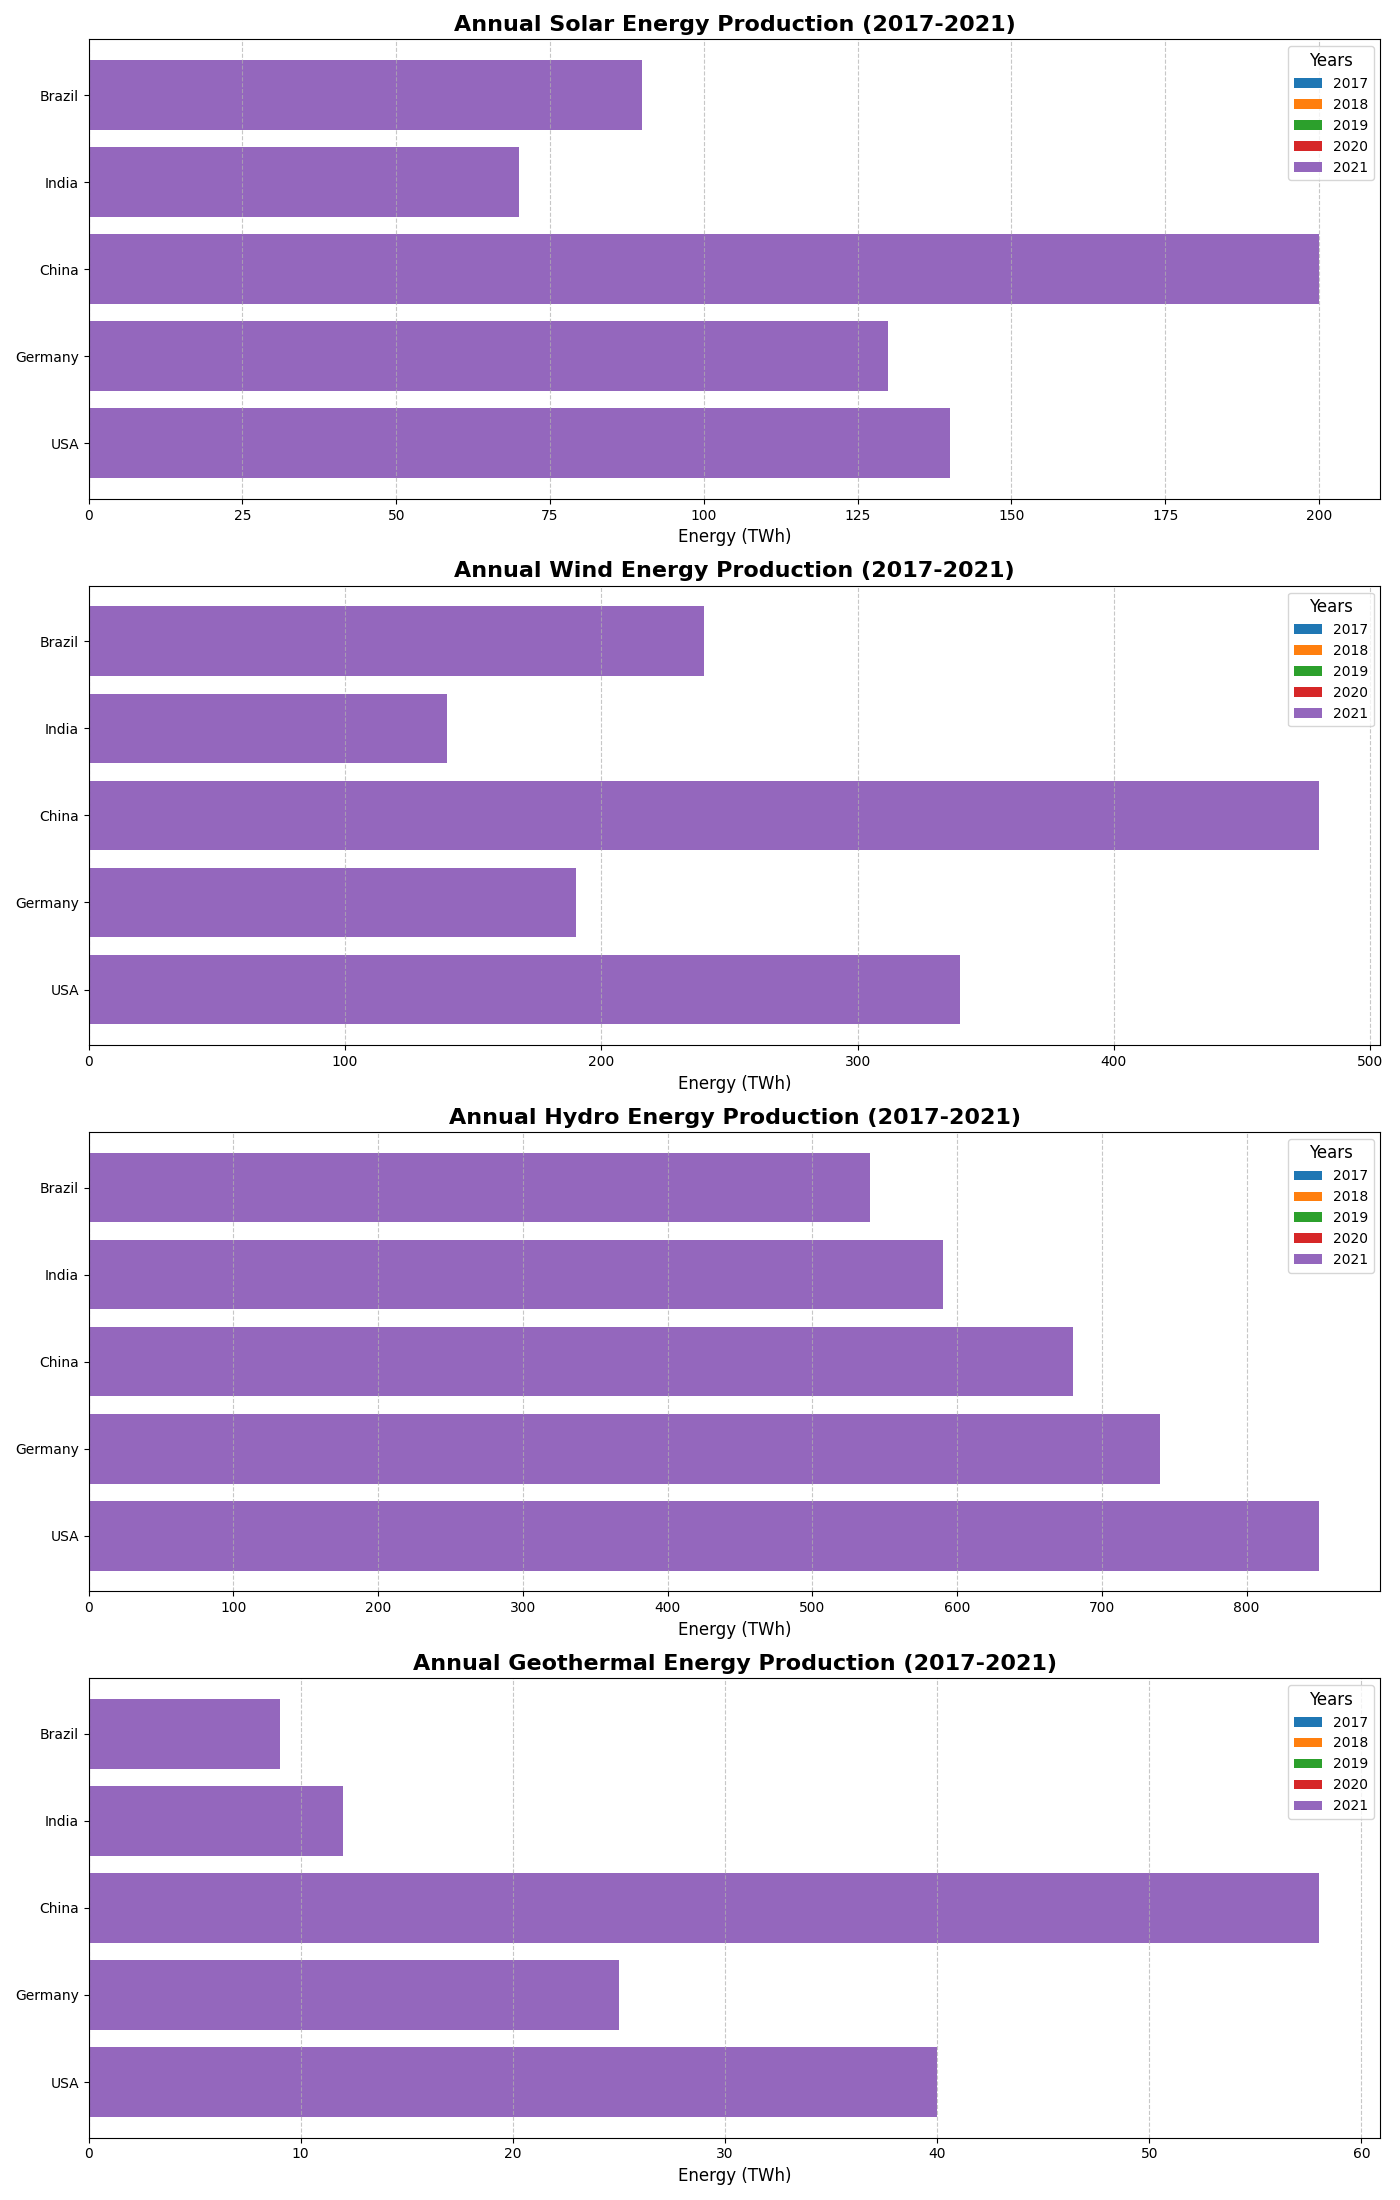 Annual Solar Energy Production (2017-2021)
Years
2017
2018
2019
2020
2021
Brazil
India
China
Germany
USA
0 25 50 75 100 125 150 175 200
Energy (TWh)
Annual Wind Energy Production (2017-2021)
Years
2017
2018
2019
2020
2021
Brazil
India
China
Germany
USA
0 100 200 300 400 500
Energy (TWh)
Annual Hydro Energy Production (2017-2021)
Years
2017
2018
2019
2020
2021
Brazil
India
China
Germany
USA
0 100 200 300 400 500 600 700 800
Energy (TWh)
Annual Geothermal Energy Production (2017-2021)
Years
2017
2018
2019
2020
2021
Brazil
India
China
Germany
USA
0 10 20 30 40 50 60
Energy (TWh)